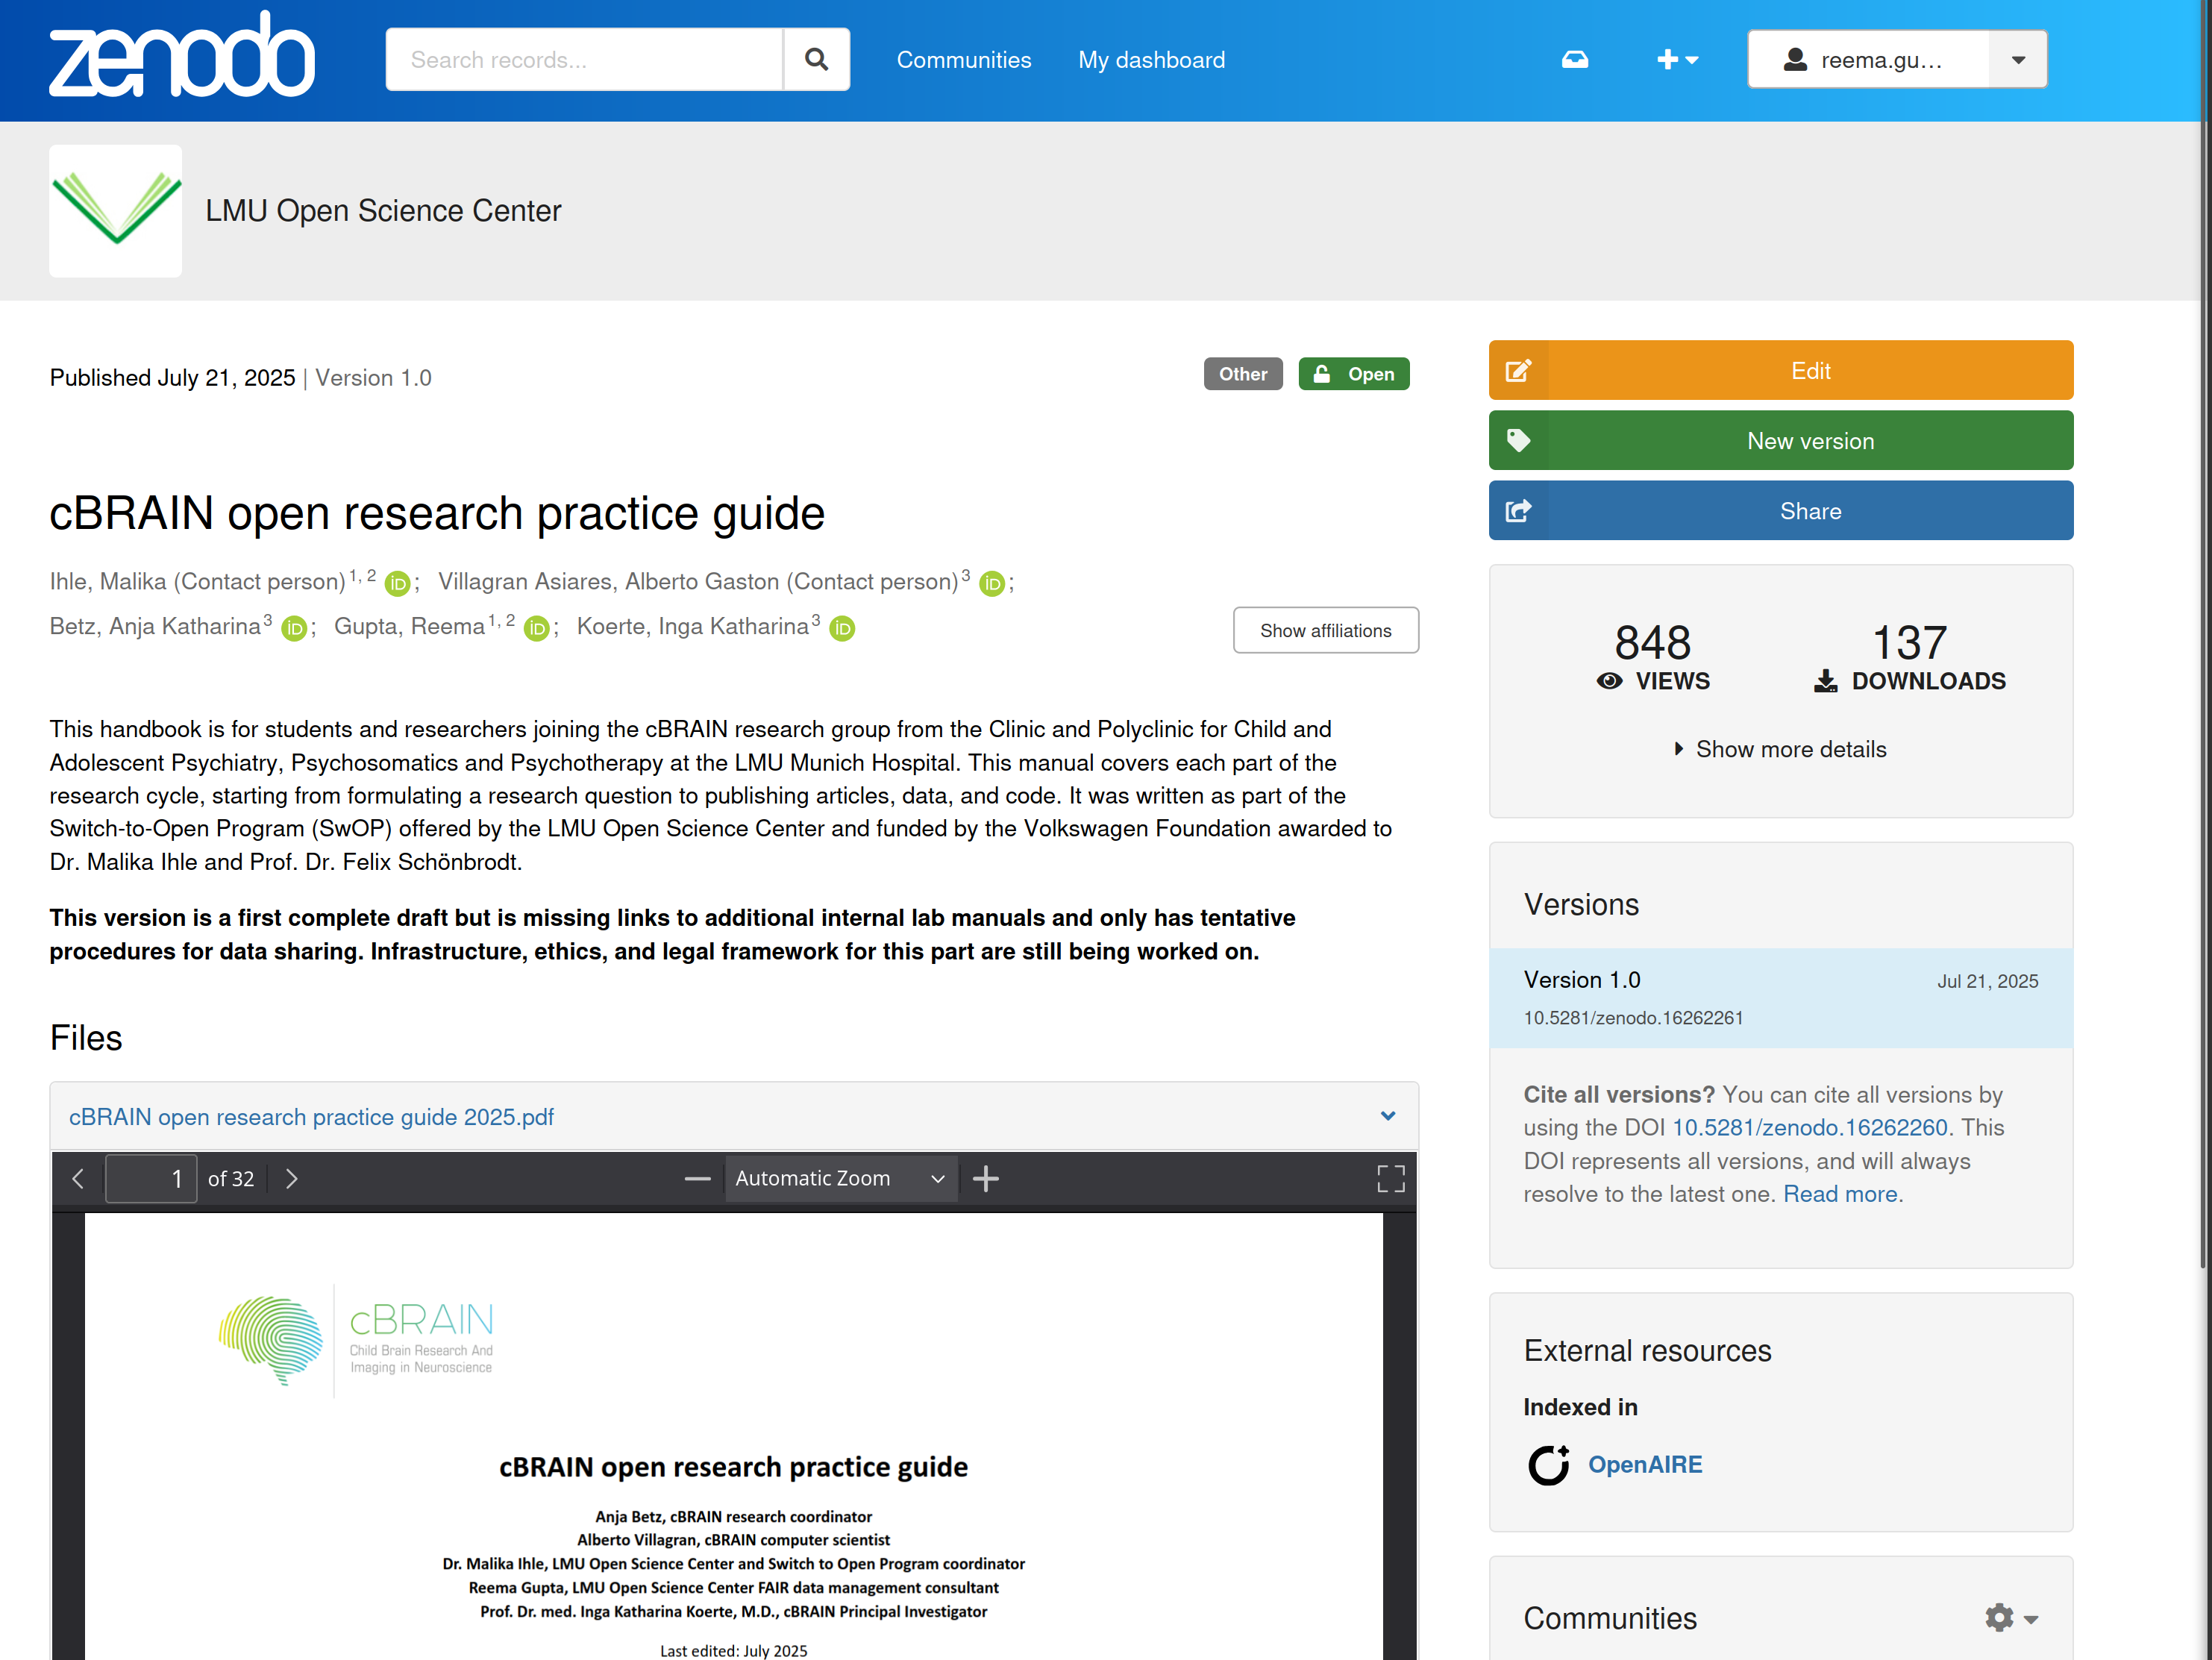 zenodo
Search records...
Communities
My dashboard
reema.gu...
LMU Open Science Center
Published July 21, 2025 | Version 1.0
Other
Open
cBRAIN open research practice guide
Ihle, Malika (Contact person)1, 2 iD; Villagran Asiares, Alberto Gaston (Contact person)3 iD;
Betz, Anja Katharina3 iD; Gupta, Reema1, 2 iD; Koerte, Inga Katharina3 iD
Show affiliations
This handbook is for students and researchers joining the cBRAIN research group from the Clinic and Polyclinic for Child and
Adolescent Psychiatry, Psychosomatics and Psychotherapy at the LMU Munich Hospital. This manual covers each part of the
research cycle, starting from formulating a research question to publishing articles, data, and code. It was written as part of the
Switch-to-Open Program (SwOP) offered by the LMU Open Science Center and funded by the Volkswagen Foundation awarded to
Dr. Malika Ihle and Prof. Dr. Felix Schönbrodt.
This version is a first complete draft but is missing links to additional internal lab manuals and only has tentative
procedures for data sharing. Infrastructure, ethics, and legal framework for this part are still being worked on.
Files
cBRAIN open research practice guide 2025.pdf
1 of 32
Automatic Zoom
cBRAIN
Child Brain Research And
Imaging in Neuroscience
cBRAIN open research practice guide
Anja Betz, cBRAIN research coordinator
Alberto Villagran, cBRAIN computer scientist
Dr. Malika Ihle, LMU Open Science Center and Switch to Open Program coordinator
Reema Gupta, LMU Open Science Center FAIR data management consultant
Prof. Dr. med. Inga Katharina Koerte, M.D., cBRAIN Principal Investigator
Last edited: July 2025
Edit
New version
Share
848
VIEWS
137
DOWNLOADS
Show more details
Versions
Version 1.0
Jul 21, 2025
10.5281/zenodo.16262261
Cite all versions? You can cite all versions by
using the DOI 10.5281/zenodo.16262260. This
DOI represents all versions, and will always
resolve to the latest one. Read more.
External resources
Indexed in
OpenAIRE
Communities